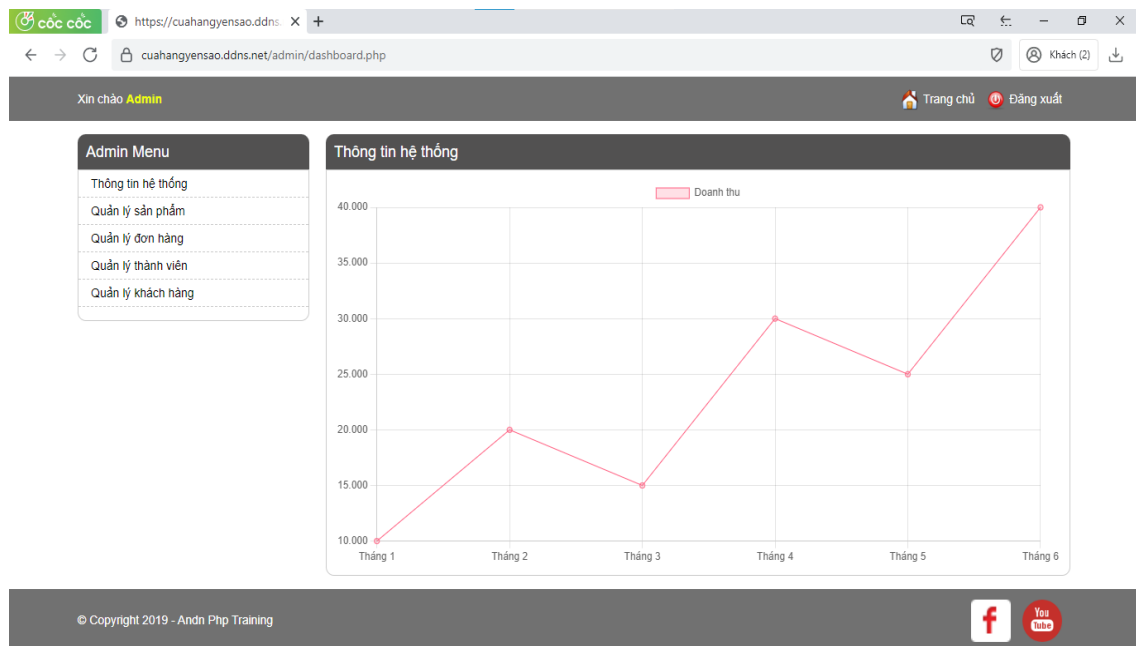 cốc cốc https://cuahangyensao.ddns.
cuahangyensao.ddns.net/admin/dashboard.php Khách (2)
Xin chào Admin Trang chủ Đăng xuất
Admin Menu
Thông tin hệ thống
Quản lý sản phẩm
Quản lý đơn hàng
Quản lý thành viên
Quản lý khách hàng
Thông tin hệ thống
Doanh thu
40.000
35.000
30.000
25.000
20.000
15.000
10.000
Tháng 1 Tháng 2 Tháng 3 Tháng 4 Tháng 5 Tháng 6
© Copyright 2019 - Andn Php Training
You
Tube